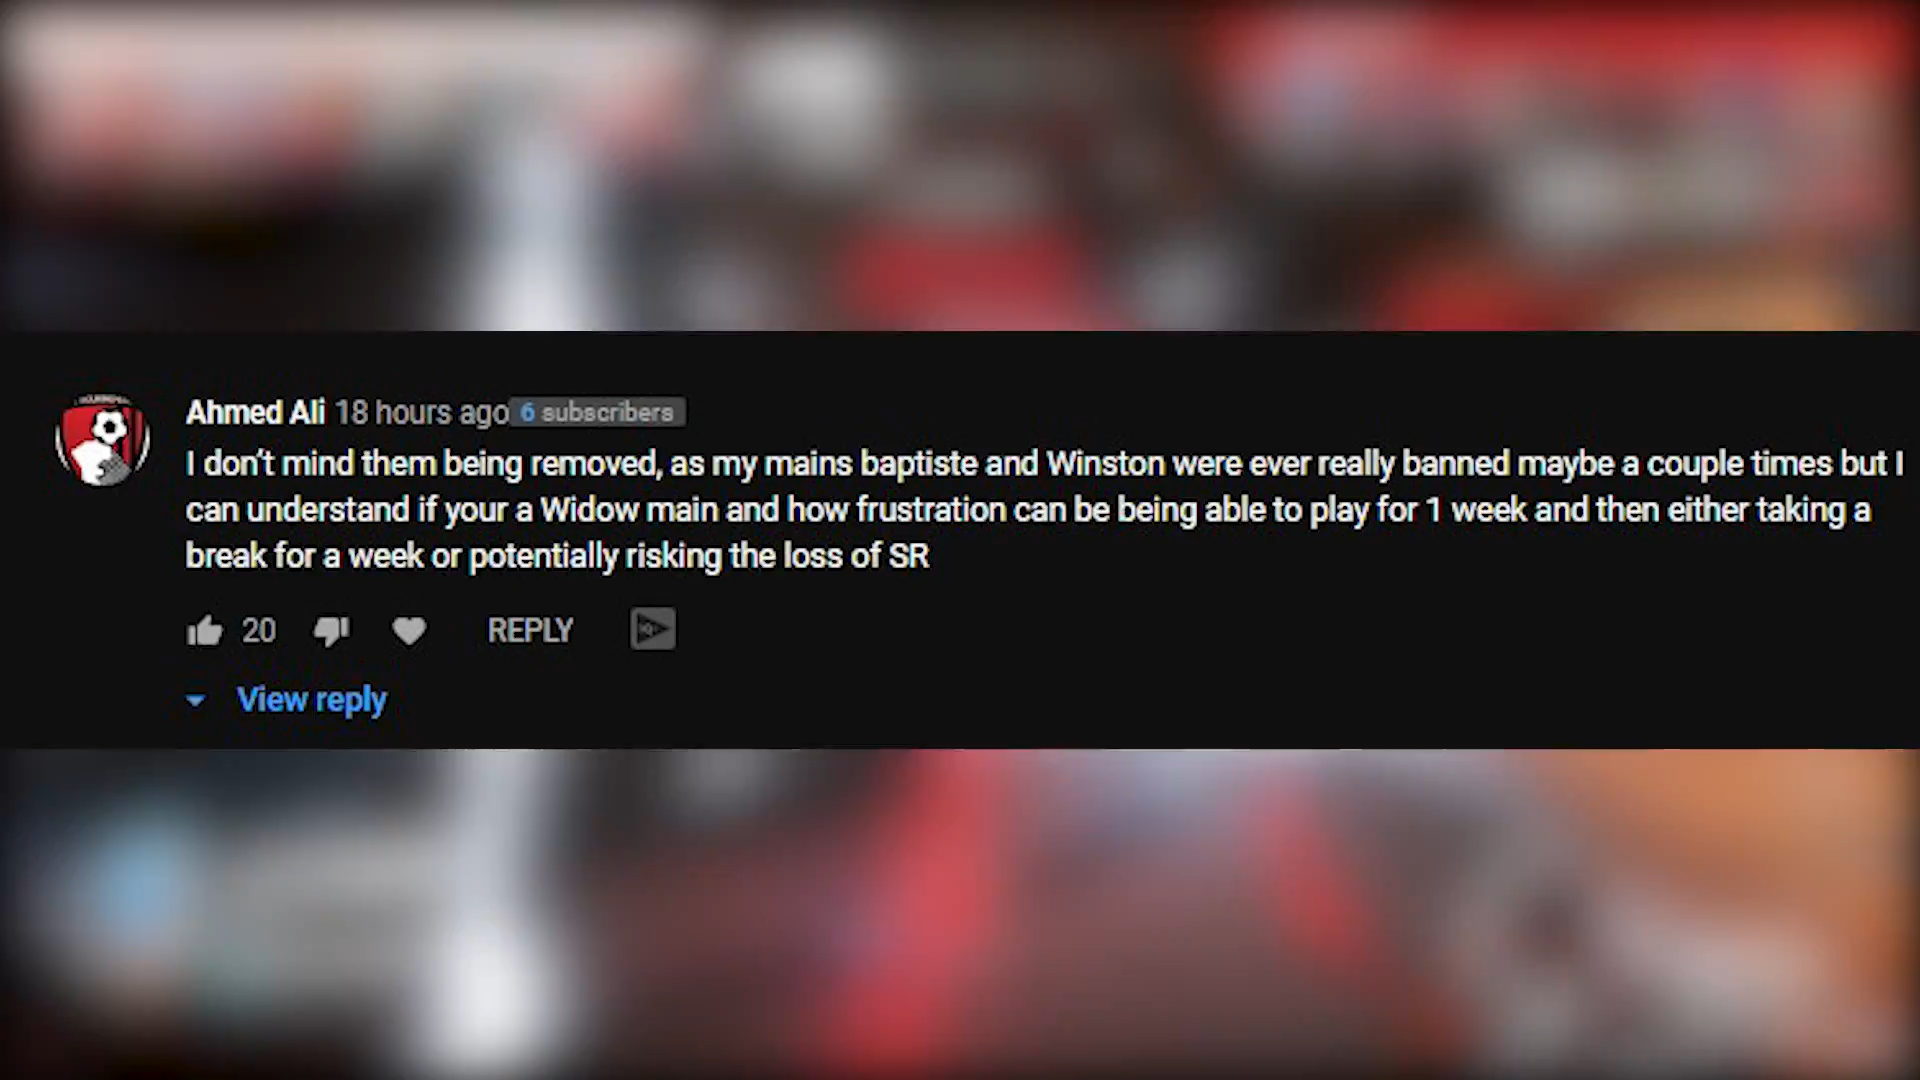 Ahmed Ali 18 hours ago 6 subscribers
I don't mind them being removed, as my mains baptiste and Winston were ever really banned maybe a couple times but I
can understand if your a Widow main and how frustration can be being able to play for 1 week and then either taking a
break for a week or potentially risking the loss of SR
20 REPLY
View reply